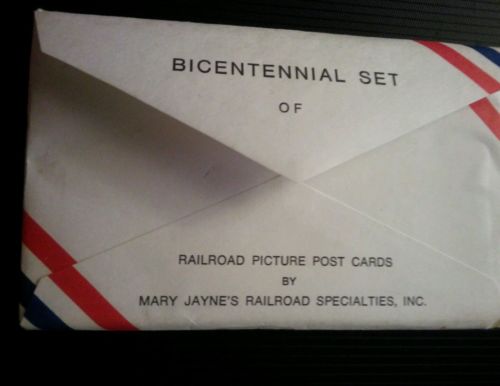 BICENTENNIAL SET
OF
RAILROAD PICTURE POST CARDS
BY
MARY JAYNE'S RAILROAD SPECIALTIES, INC.